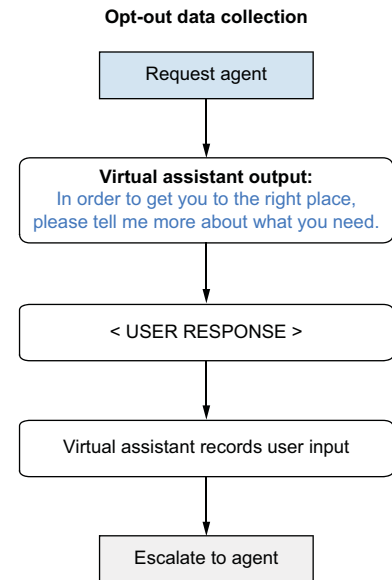 Opt-out data collection
Request agent
Virtual assistant output:
In order to get you to the right place,
please tell me more about what you need.
< USER RESPONSE >
Virtual assistant records user input
Escalate to agent